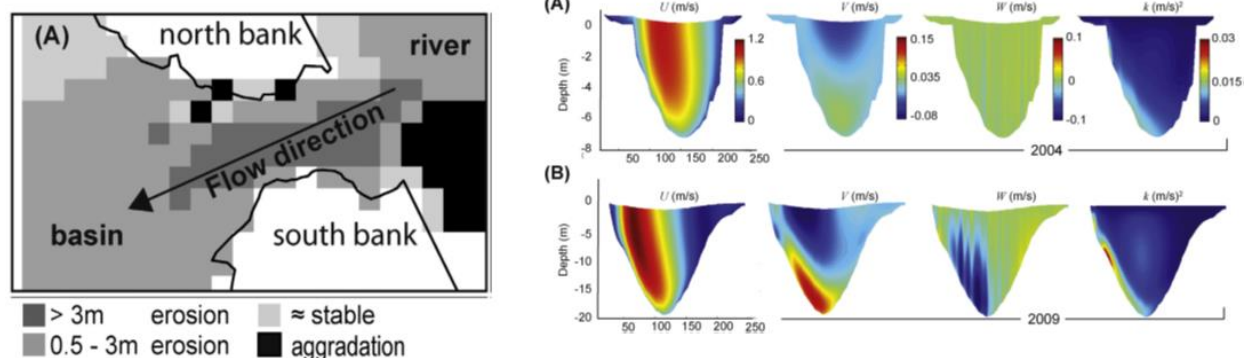 (A)
north bank
river
Flow direction
basin
south bank
> 3m erosion
≈ stable
0.5 - 3m erosion
aggradation
(A)
U (m/s)
V (m/s)
W (m/s)
k (m/s)²
0
-2
-4
-6
-8
Depth (m)
1.2
0.6
0
0.15
0.035
-0.08
0.1
0
-0.1
0.03
0.015
0
50 100 150 200 250
2004
(B)
U (m/s)
V (m/s)
W (m/s)
k (m/s)²
0
-5
-10
-15
-20
Depth (m)
50 100 150 200 250
2009